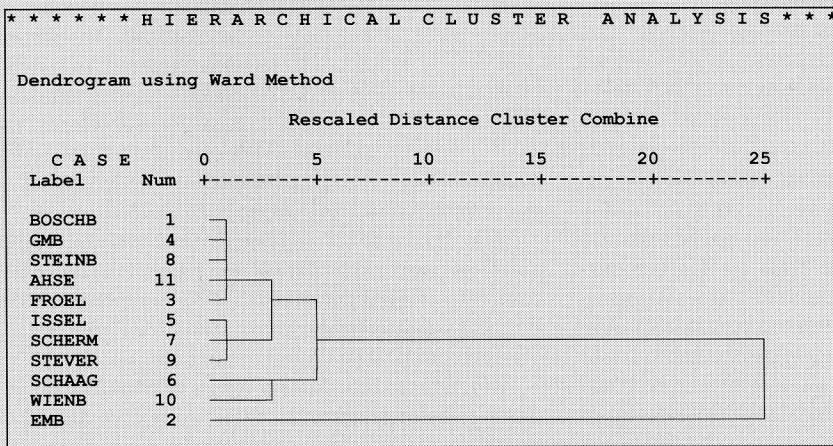 * * * * * * H I E R A R C H I C A L C L U S T E R A N A L Y S I S * * *
Dendrogram using Ward Method
Rescaled Distance Cluster Combine
C A S E 0 5 10 15 20 25
Label Num +---------+---------+---------+---------+---------+
BOSCHB 1
GMB 4
STEINB 8
AHSE 11
FROEL 3
ISSEL 5
SCHERM 7
STEVER 9
SCHAAG 6
WIENB 10
EMB 2